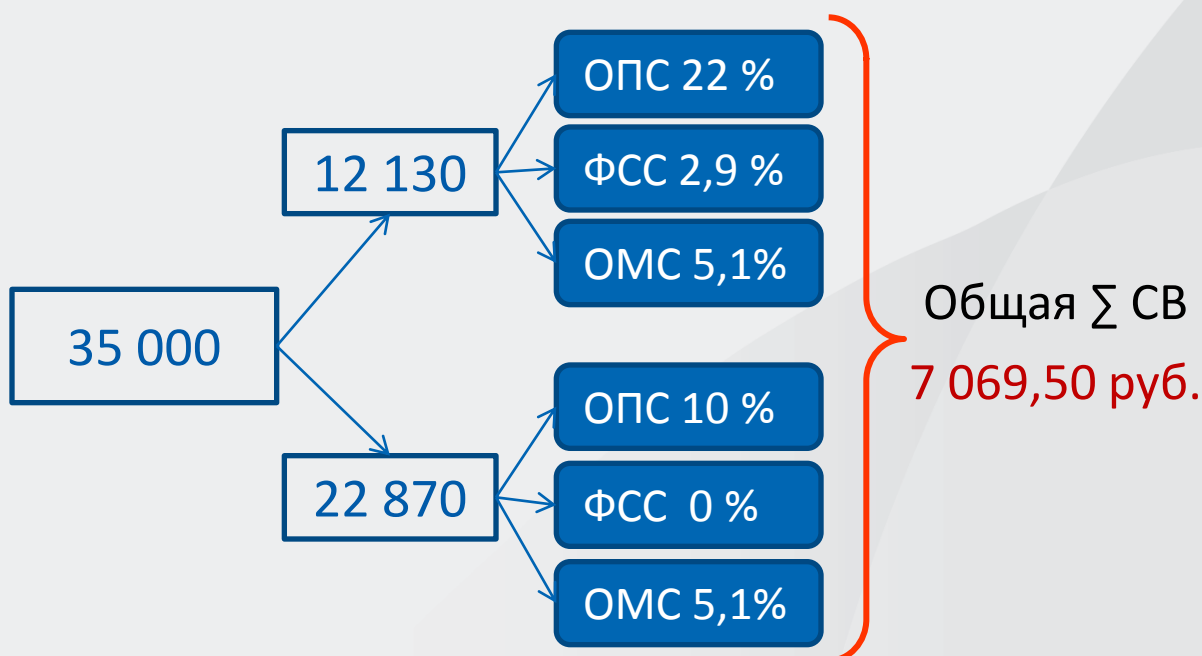 35 000
12 130
ОПС 22 %
ФСС 2,9 %
ОМС 5,1%
22 870
ОПС 10 %
ФСС 0 %
ОМС 5,1%
Общая ∑ СВ
7 069,50 руб.